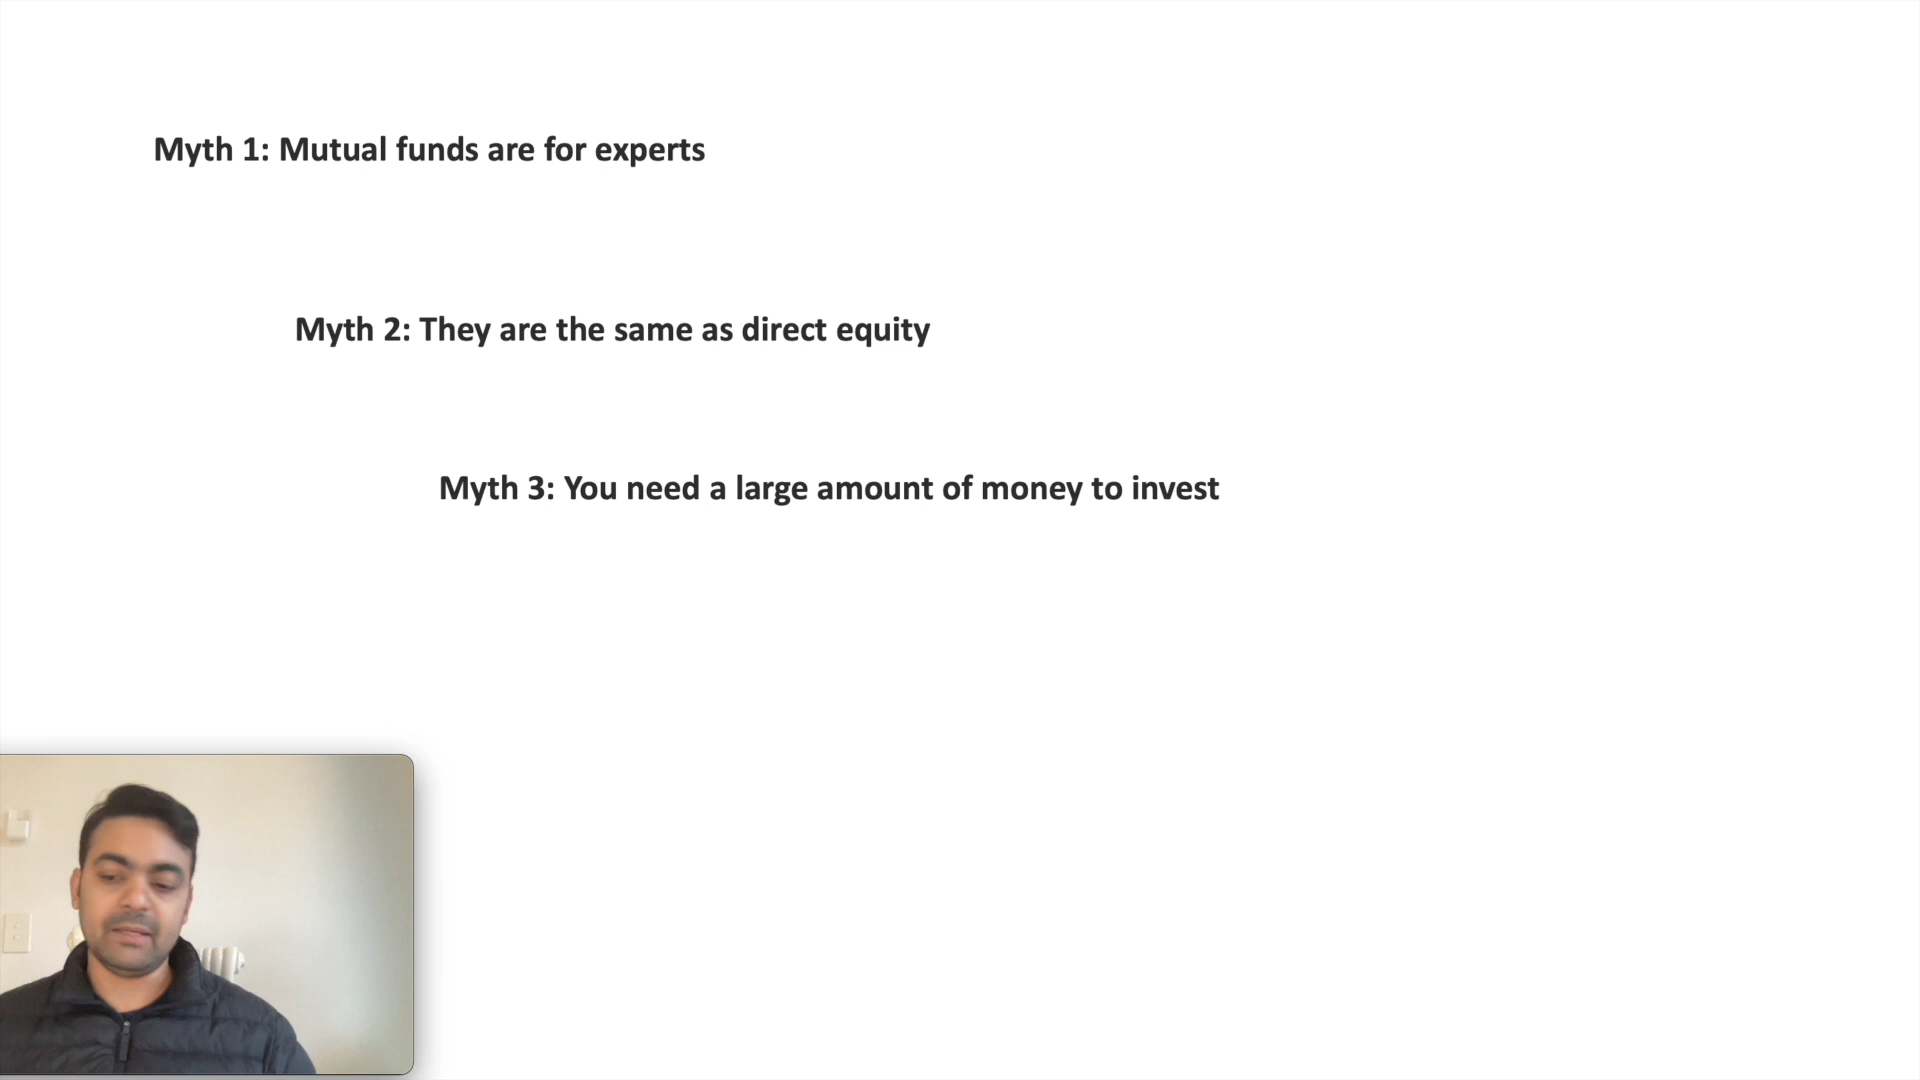 Myth 1: Mutual funds are for experts
Myth 2: They are the same as direct equity
Myth 3: You need a large amount of money to invest